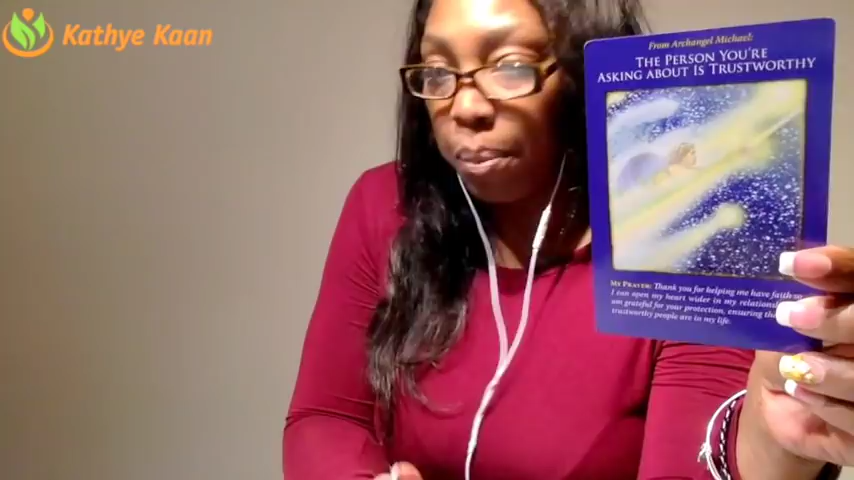 Kathye Kaan
From Archangel Michael:
THE PERSON YOU'RE
ASKING ABOUT IS TRUSTWORTHY
MY PRAYER: Thank you for helping me have faith so
I can open my heart wider in my relationships
am grateful for your protection, ensuring th
trustworthy people are in my life.